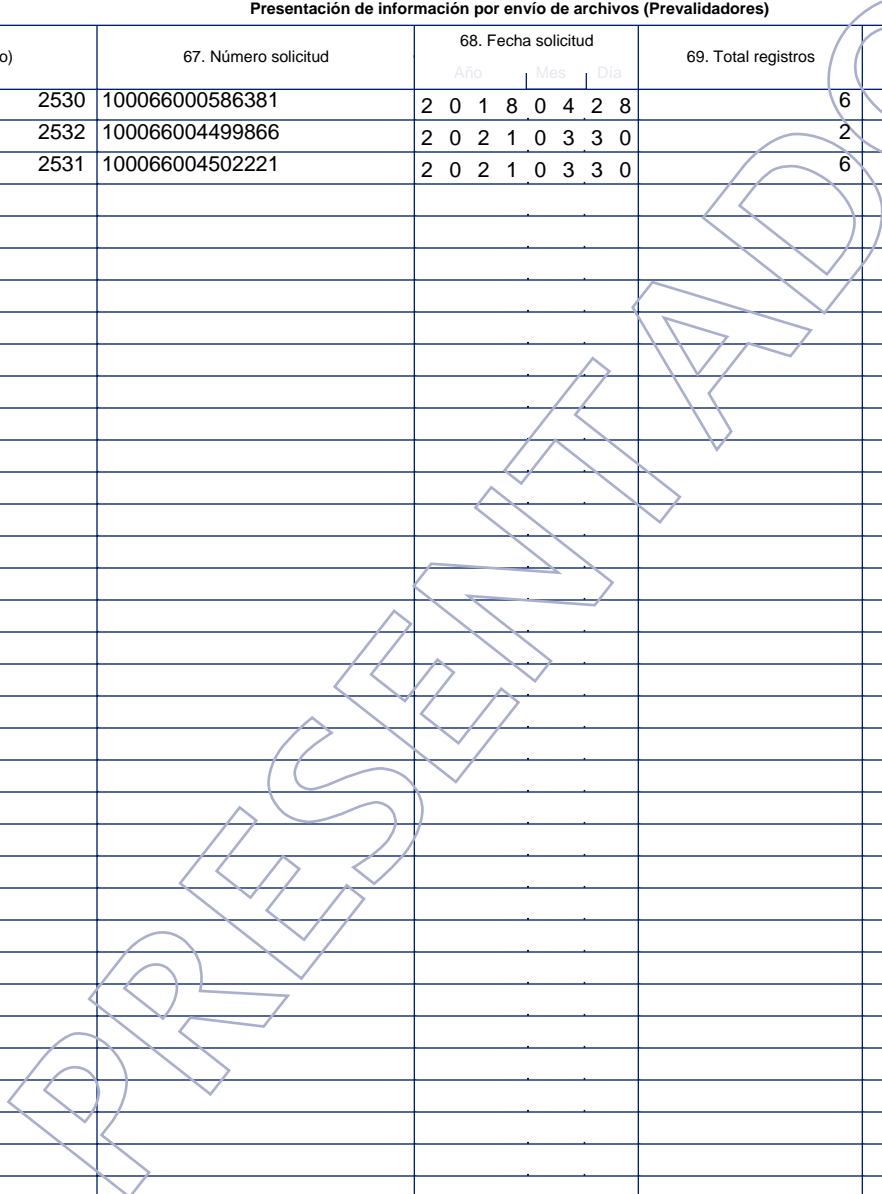 Presentación de información por envío de archivos (Prevalidadores)
o) 67. Número solicitud 68. Fecha solicitud 69. Total registros
Año Mes Día
2530 100066000586381 2 0 1 8 0 4 2 8 6
2532 100066004499866 2 0 2 1 0 3 3 0 2
2531 100066004502221 2 0 2 1 0 3 3 0 6
PRESENTADO